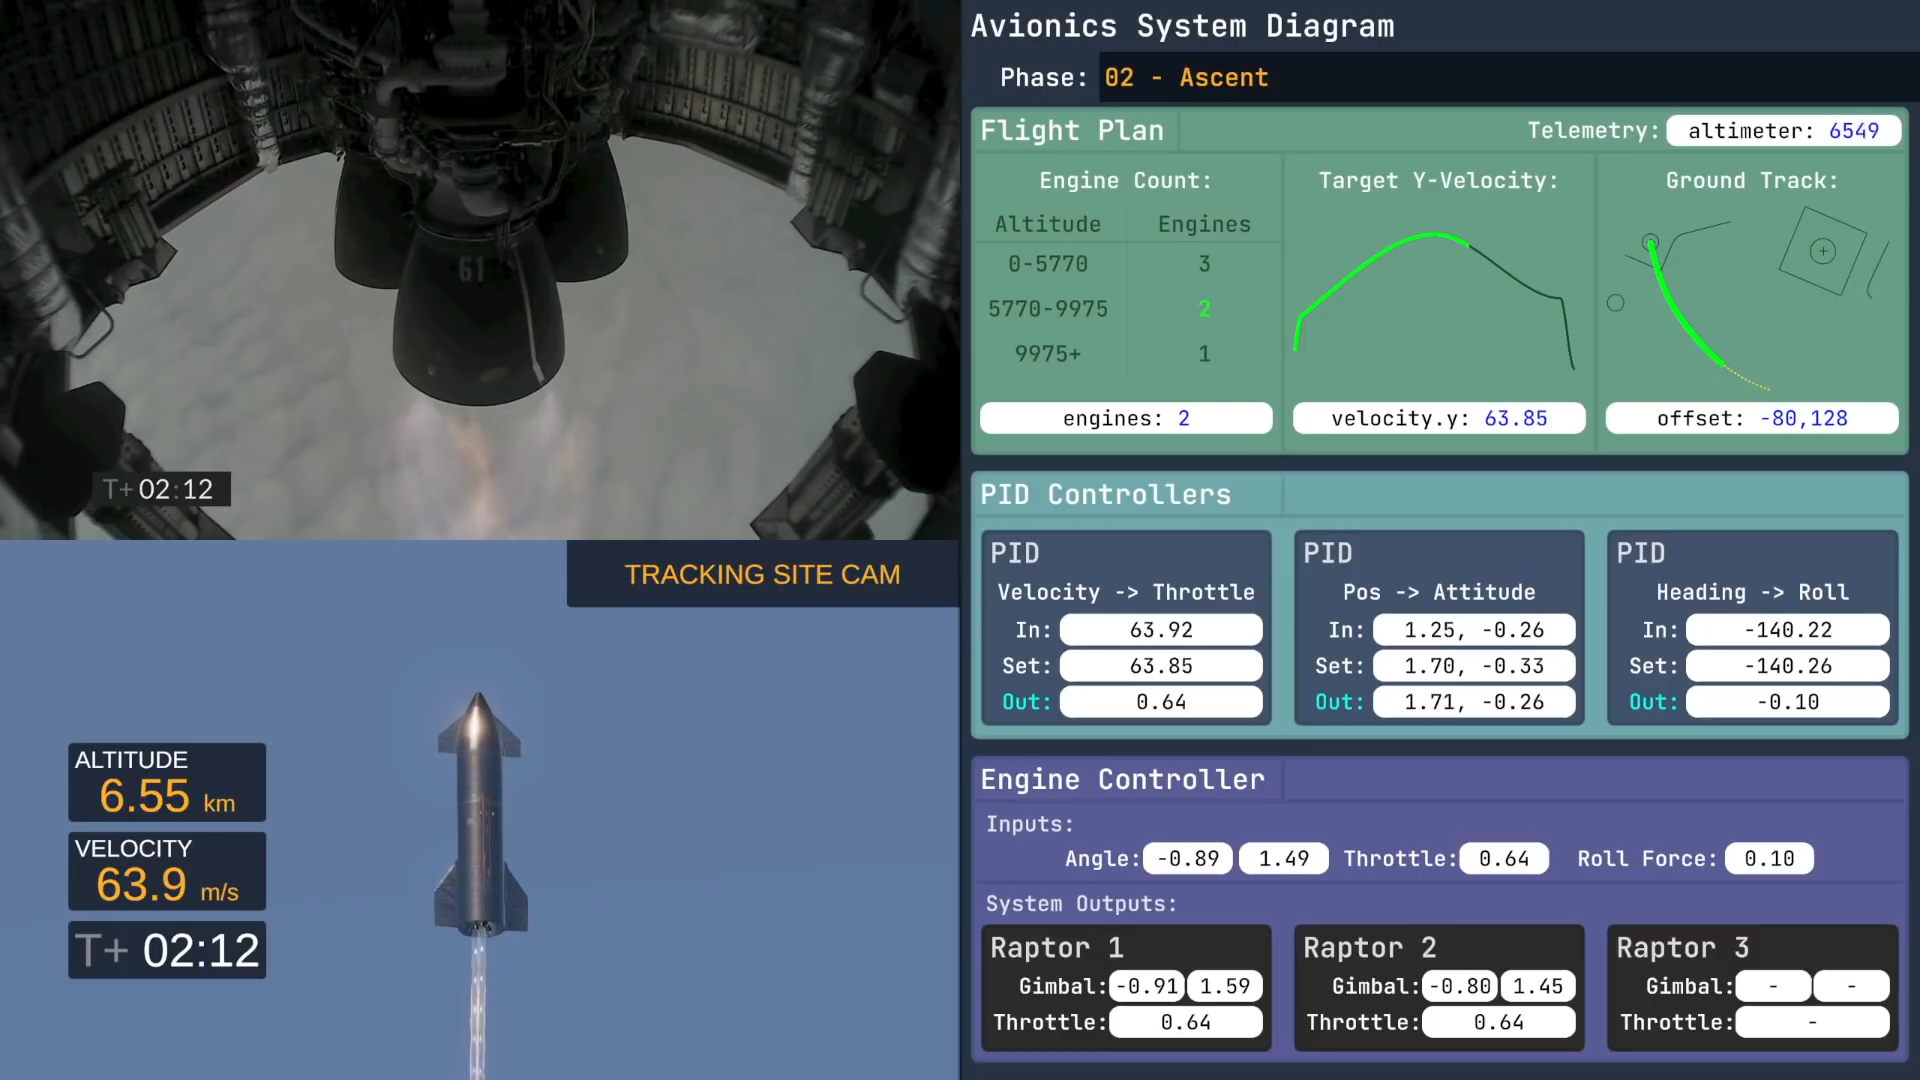 61
T+ 02:12
TRACKING SITE CAM
ALTITUDE
6.55 km
VELOCITY
63.9 m/s
T+ 02:12
Avionics System Diagram
Phase: 02 - Ascent
Flight Plan
Telemetry: altimeter: 6549
Engine Count:
Altitude Engines
0-5770 3
5770-9975 2
9975+ 1
engines: 2
Target Y-Velocity:
velocity.y: 63.85
Ground Track:
offset: -80,128
PID Controllers
PID
Velocity -> Throttle
In: 63.92
Set: 63.85
Out: 0.64
PID
Pos -> Attitude
In: 1.25, -0.26
Set: 1.70, -0.33
Out: 1.71, -0.26
PID
Heading -> Roll
In: -140.22
Set: -140.26
Out: -0.10
Engine Controller
Inputs:
Angle: -0.89 1.49 Throttle: 0.64 Roll Force: 0.10
System Outputs:
Raptor 1
Gimbal: -0.91 1.59
Throttle: 0.64
Raptor 2
Gimbal: -0.80 1.45
Throttle: 0.64
Raptor 3
Gimbal: - -
Throttle: -